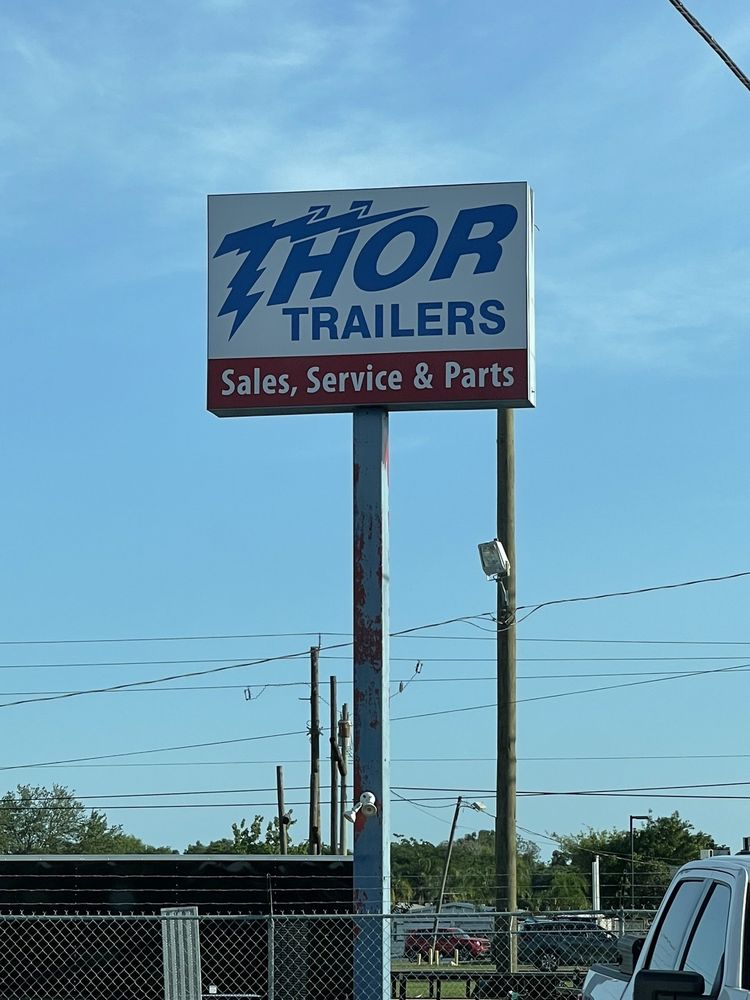 THOR
TRAILERS
Sales, Service & Parts